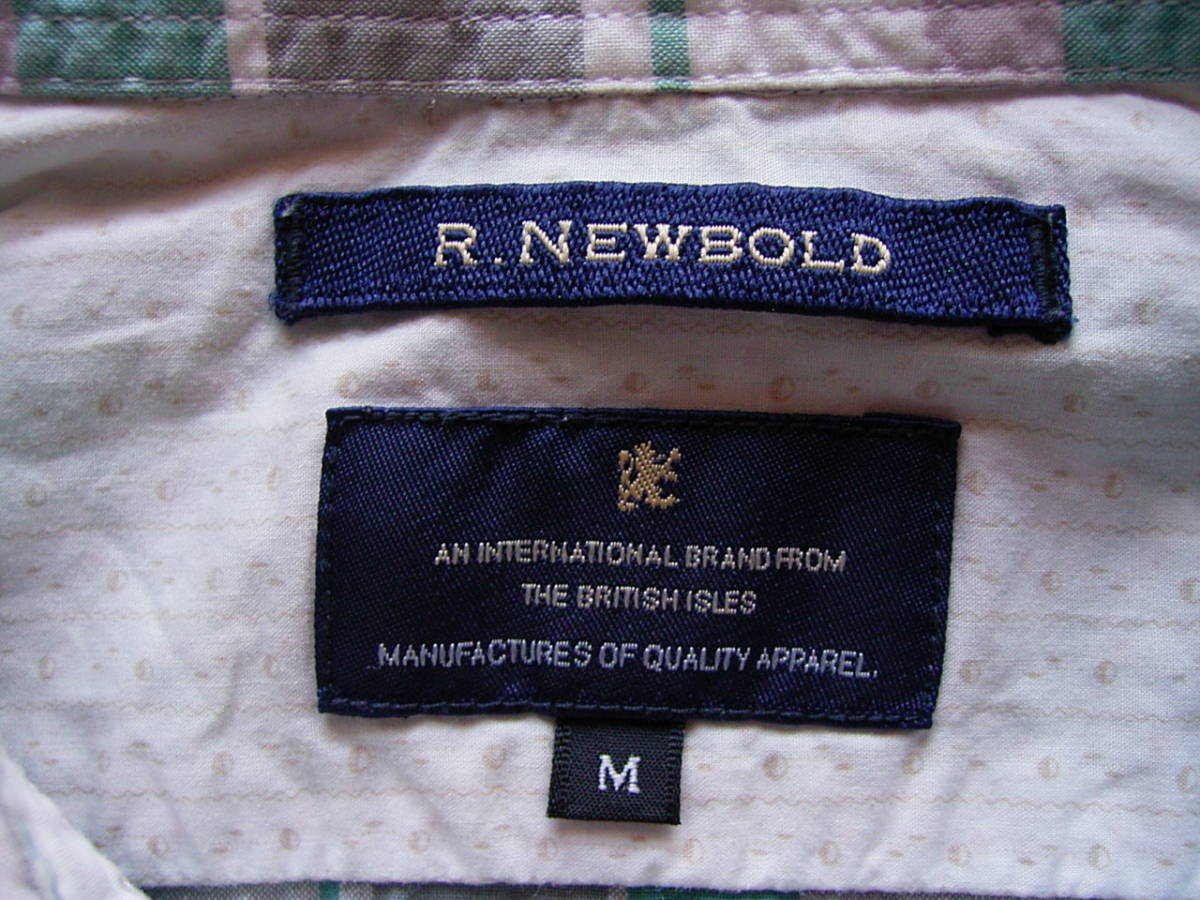 R. NEWBOLD
AN INTERNATIONAL BRAND FROM
THE BRITISH ISLES
MANUFACTURES OF QUALITY APPAREL.
M